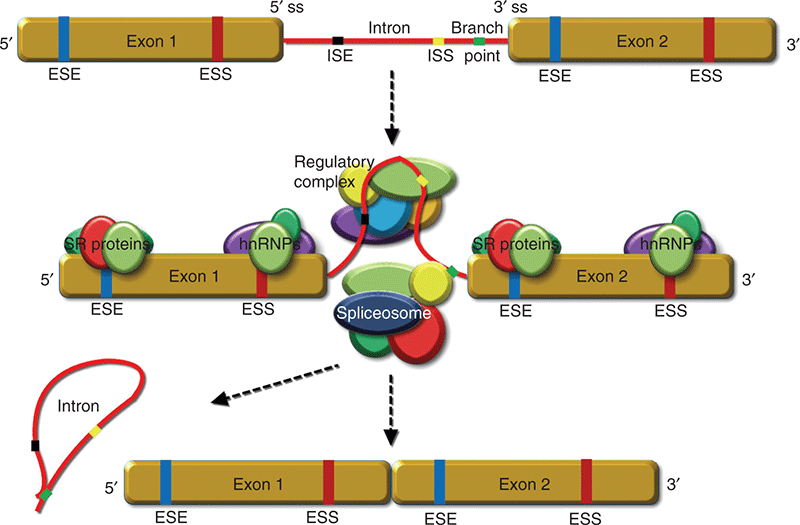 5′ ss
3′ ss
5′
Exon 1
Intron
Branch
point
Exon 2
3′
ESE
ESS
ISE
ISS
ESE
ESS
Regulatory
complex
SR proteins
hnRNPs
SR proteins
hnRNPs
5′
Exon 1
Exon 2
3′
ESE
ESS
Spliceosome
ESE
ESS
Intron
5′
Exon 1
Exon 2
3′
ESE
ESS
ESE
ESS